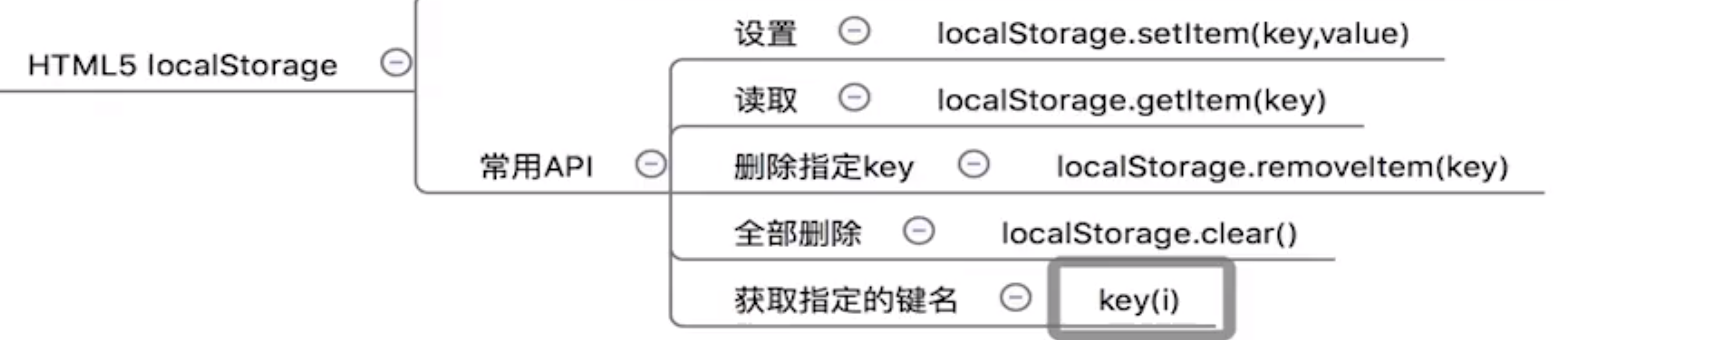 HTML5 localStorage
常用API
设置 localStorage.setItem(key,value)
读取 localStorage.getItem(key)
删除指定key localStorage.removeItem(key)
全部删除 localStorage.clear()
获取指定的键名 key(i)